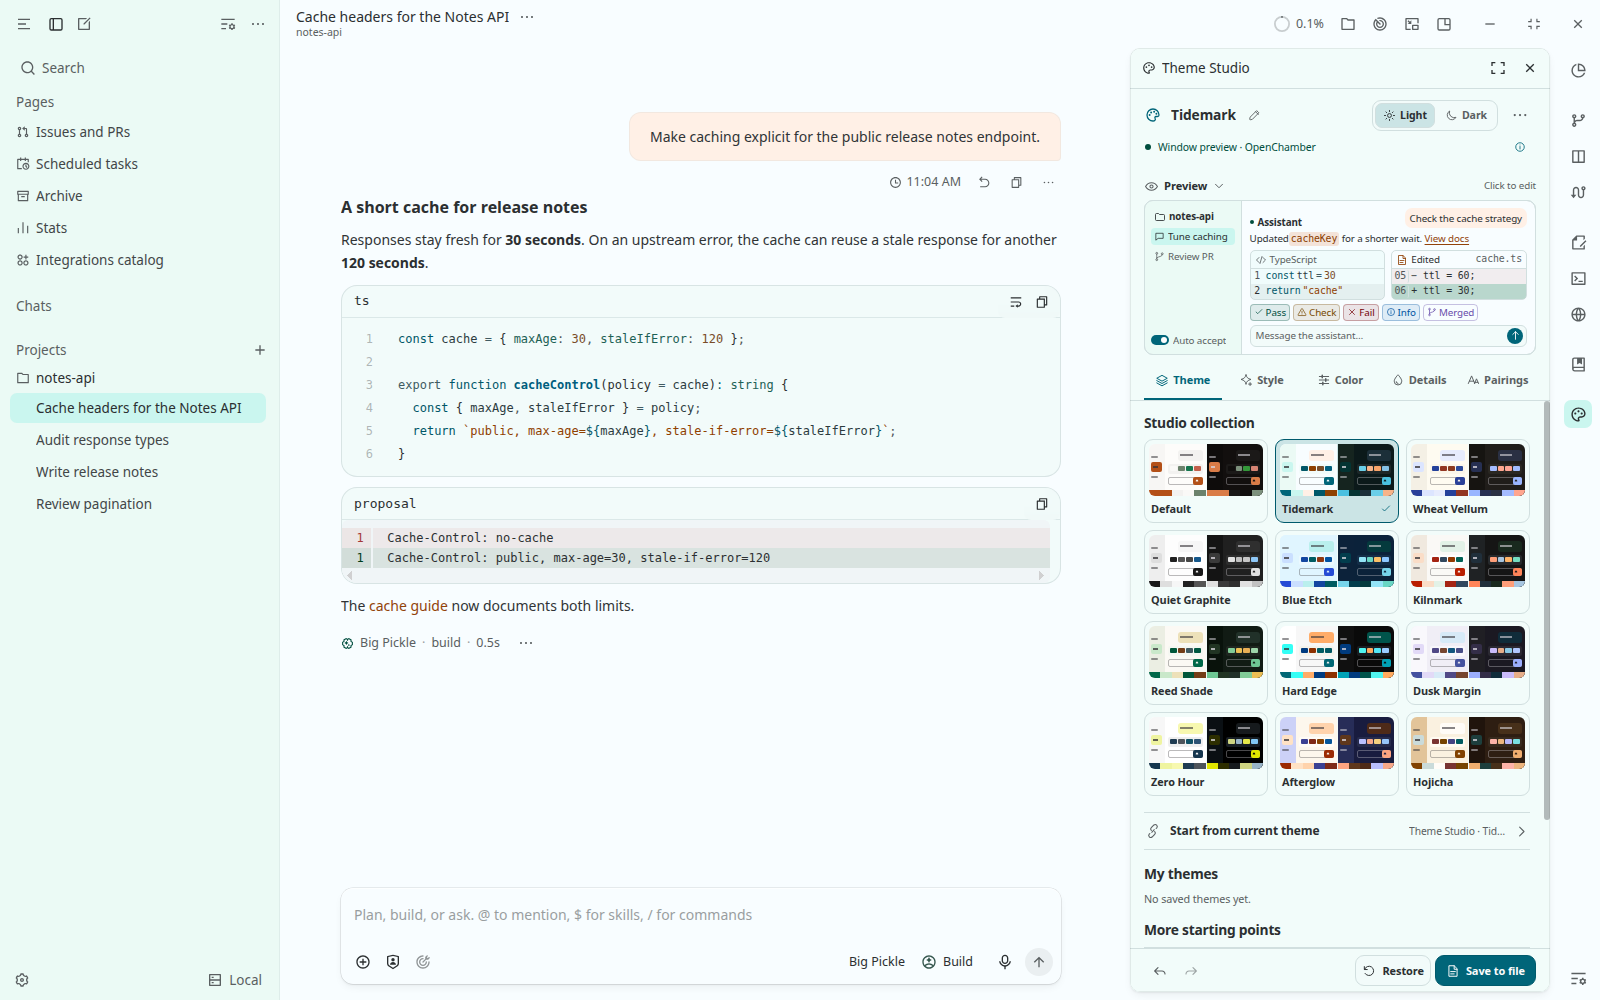 Cache headers for the Notes API
notes-api
0.1%
Search
Pages
Issues and PRs
Scheduled tasks
Archive
Stats
Integrations catalog
Chats
Projects
notes-api
Cache headers for the Notes API
Audit response types
Write release notes
Review pagination
Local
Make caching explicit for the public release notes endpoint.
11:04 AM
A short cache for release notes
Responses stay fresh for 30 seconds. On an upstream error, the cache can reuse a stale response for another
120 seconds.
ts
1 const cache = { maxAge: 30, staleIfError: 120 };
2
3 export function cacheControl(policy = cache): string {
4 const { maxAge, staleIfError } = policy;
5 return `public, max-age=${maxAge}, stale-if-error=${staleIfError}`;
6 }
proposal
1 Cache-Control: no-cache
1 Cache-Control: public, max-age=30, stale-if-error=120
The cache guide now documents both limits.
Big Pickle · build · 0.5s
Plan, build, or ask. @ to mention, $ for skills, / for commands
Big Pickle Build
Theme Studio
Tidemark
Light Dark
Window preview · OpenChamber
Preview Click to edit
notes-api
Tune caching
Review PR
Auto accept
Check the cache strategy
Assistant
Updated cacheKey for a shorter wait. View docs
TypeScript
1 const ttl = 30
2 return "cache"
Edited cache.ts
05 − ttl = 60;
06 + ttl = 30;
Pass Check Fail Info Merged
Message the assistant...
Theme Style Color Details Pairings
Studio collection
Default Tidemark Wheat Vellum
Quiet Graphite Blue Etch Kilnmark
Reed Shade Hard Edge Dusk Margin
Zero Hour Afterglow Hojicha
Start from current theme Theme Studio · Tid...
My themes
No saved themes yet.
More starting points
Restore Save to file